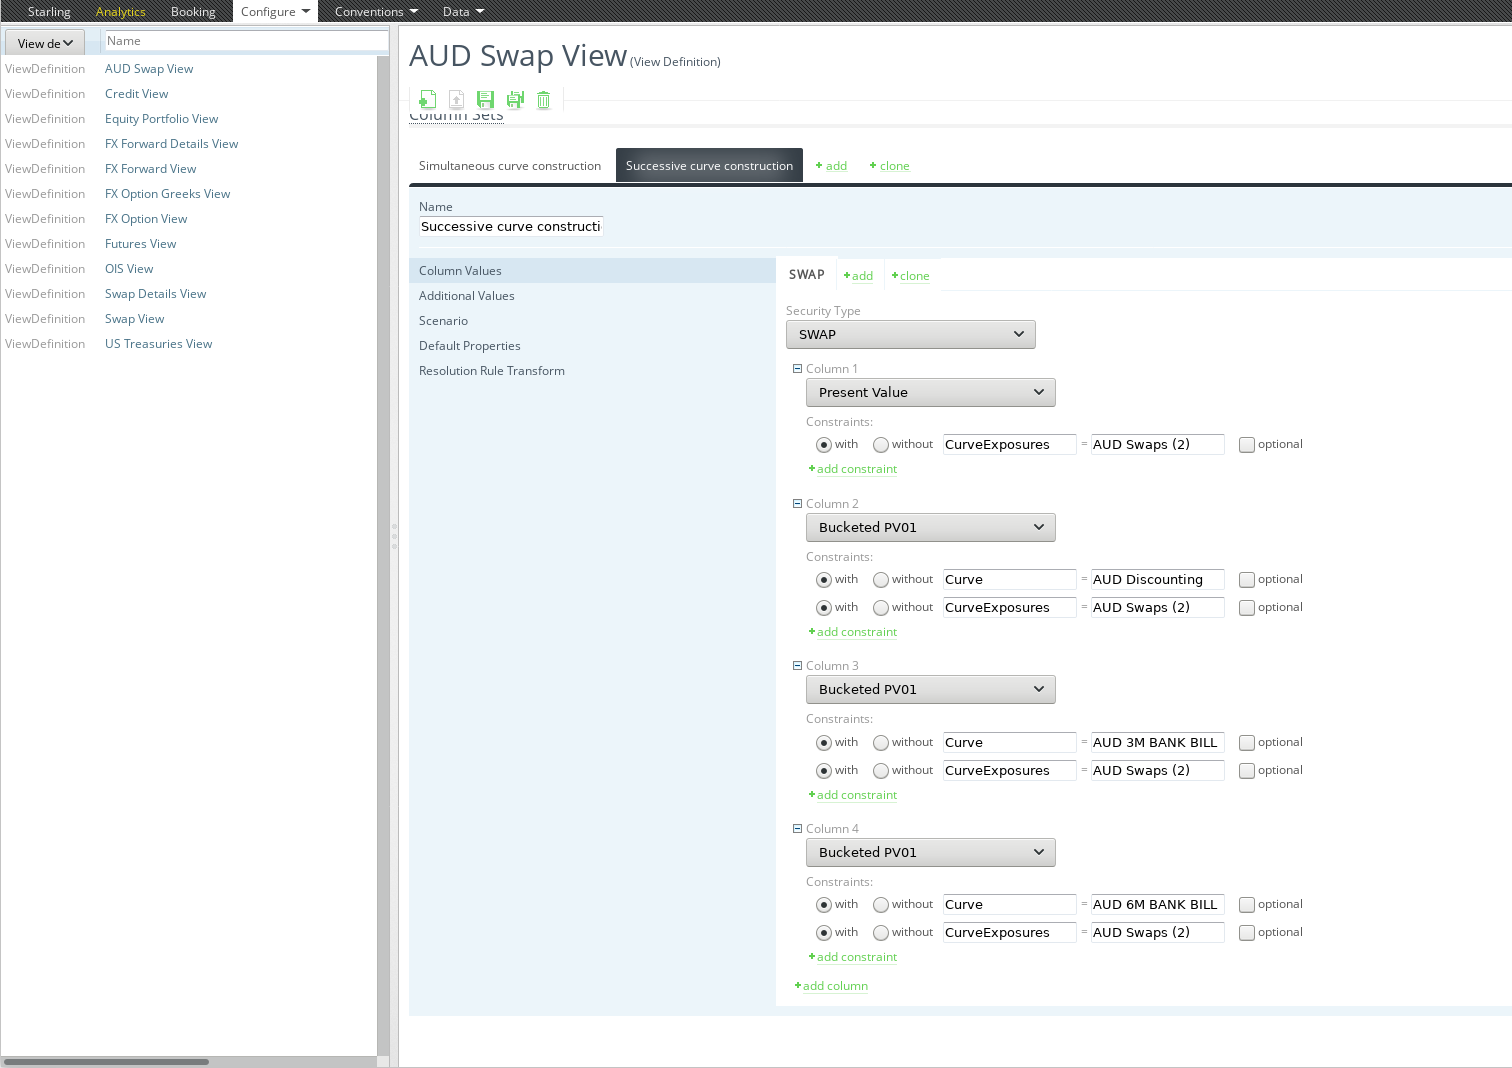 Starling Analytics Booking Configure Conventions Data
View de Name
ViewDefinition AUD Swap View
ViewDefinition Credit View
ViewDefinition Equity Portfolio View
ViewDefinition FX Forward Details View
ViewDefinition FX Forward View
ViewDefinition FX Option Greeks View
ViewDefinition FX Option View
ViewDefinition Futures View
ViewDefinition OIS View
ViewDefinition Swap Details View
ViewDefinition Swap View
ViewDefinition US Treasuries View
AUD Swap View (View Definition)
Column Sets
Simultaneous curve construction Successive curve construction + add + clone
Name
Successive curve constructi
Column Values
Additional Values
Scenario
Default Properties
Resolution Rule Transform
SWAP +add +clone
Security Type
SWAP
Column 1
Present Value
Constraints:
with without CurveExposures = AUD Swaps (2) optional
+add constraint
Column 2
Bucketed PV01
Constraints:
with without Curve = AUD Discounting optional
with without CurveExposures = AUD Swaps (2) optional
+add constraint
Column 3
Bucketed PV01
Constraints:
with without Curve = AUD 3M BANK BILL optional
with without CurveExposures = AUD Swaps (2) optional
+add constraint
Column 4
Bucketed PV01
Constraints:
with without Curve = AUD 6M BANK BILL optional
with without CurveExposures = AUD Swaps (2) optional
+add constraint
+add column